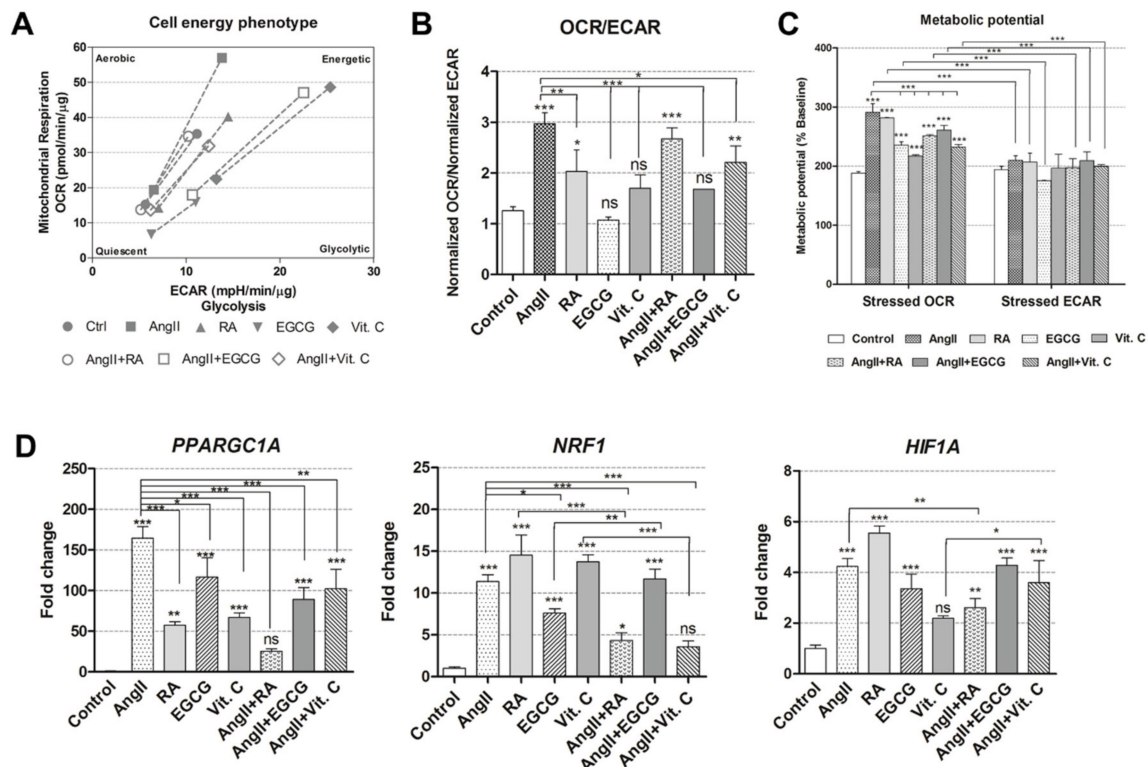 A
Cell energy phenotype
Mitochondrial Respiration
OCR (pmol/min/µg)
60
50
40
30
20
10
0
Aerobic
Energetic
Quiescent
Glycolytic
0
10
20
30
ECAR (mpH/min/µg)
Glycolysis
Ctrl
AngII
RA
EGCG
Vit. C
AngII+RA
AngII+EGCG
AngII+Vit. C
B
OCR/ECAR
Normalized OCR/Normalized ECAR
4
3
2
1
0
*
***
**
***
*
ns
ns
***
ns
**
Control
AngII
RA
EGCG
Vit. C
AngII+RA
AngII+EGCG
AngII+Vit. C
C
Metabolic potential
Metabolic potential (% Baseline)
400
300
200
100
0
***
***
***
***
***
***
***
***
***
***
***
***
***
Stressed OCR
Stressed ECAR
Control
AngII
RA
EGCG
Vit. C
AngII+RA
AngII+EGCG
AngII+Vit. C
D
PPARGC1A
Fold change
250
200
150
100
50
0
**
***
***
***
*
***
***
**
***
***
ns
***
***
Control
AngII
RA
EGCG
Vit. C
AngII+RA
AngII+EGCG
AngII+Vit. C
NRF1
Fold change
25
20
15
10
5
0
***
***
*
***
**
***
***
***
***
***
*
***
ns
Control
AngII
RA
EGCG
Vit. C
AngII+RA
AngII+EGCG
AngII+Vit. C
HIF1A
Fold change
8
6
4
2
0
**
*
***
***
***
ns
**
***
***
Control
AngII
RA
EGCG
Vit. C
AngII+RA
AngII+EGCG
AngII+Vit. C